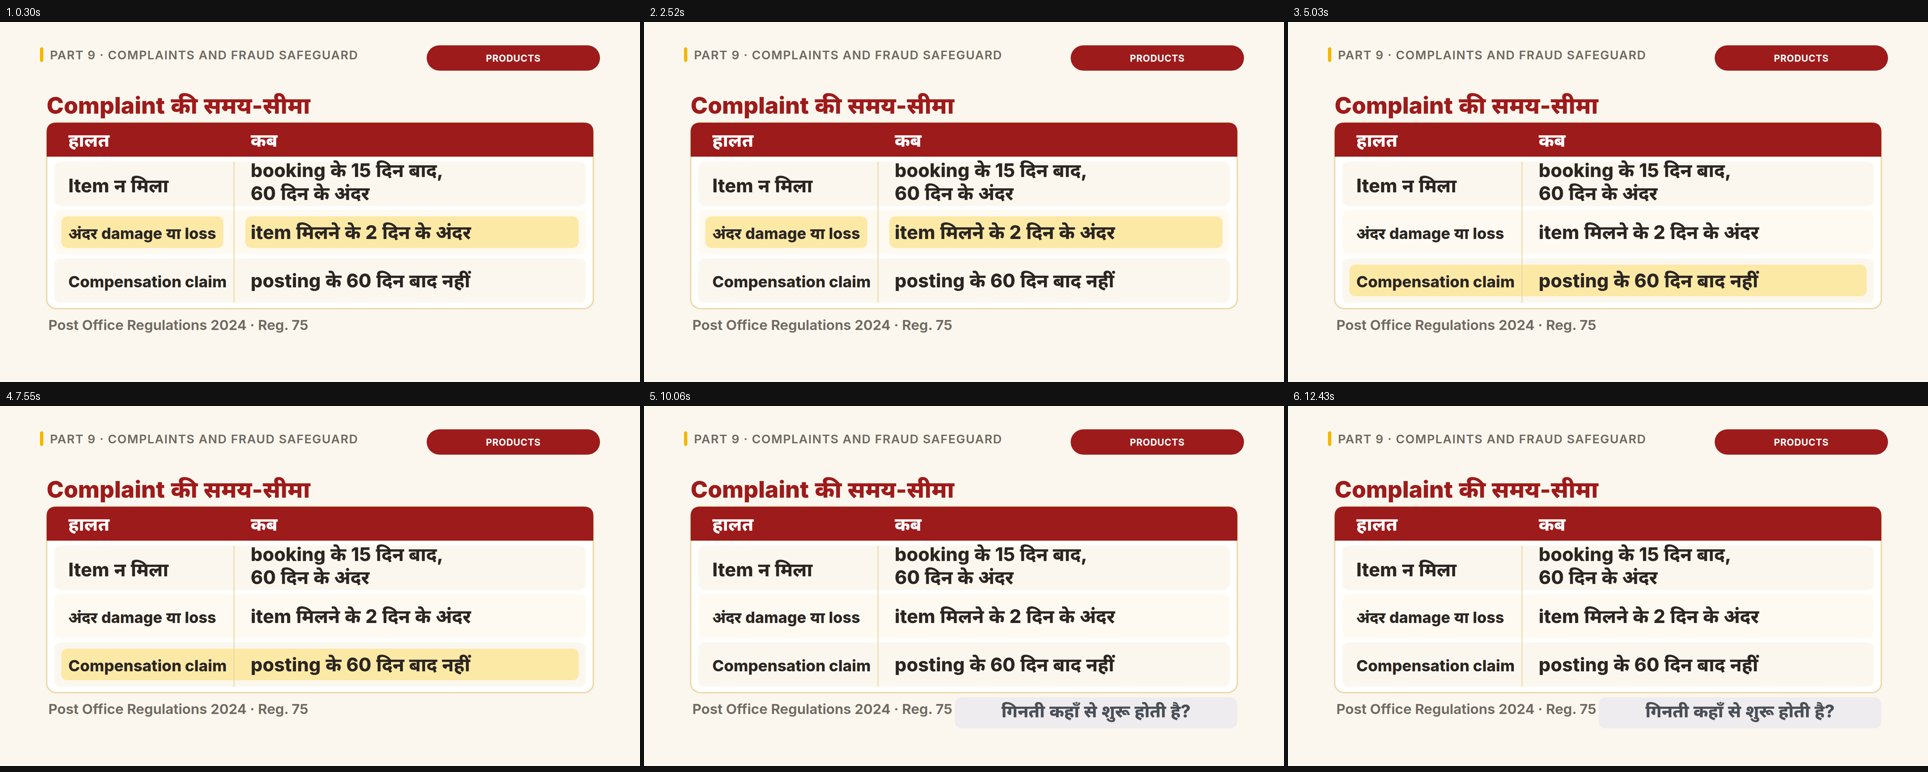 1. 0.30s
PART 9 · COMPLAINTS AND FRAUD SAFEGUARD
PRODUCTS
Complaint की समय-सीमा
हालत कब
Item न मिला booking के 15 दिन बाद,
60 दिन के अंदर
अंदर damage या loss item मिलने के 2 दिन के अंदर
Compensation claim posting के 60 दिन बाद नहीं
Post Office Regulations 2024 · Reg. 75
2. 2.52s
PART 9 · COMPLAINTS AND FRAUD SAFEGUARD
PRODUCTS
Complaint की समय-सीमा
हालत कब
Item न मिला booking के 15 दिन बाद,
60 दिन के अंदर
अंदर damage या loss item मिलने के 2 दिन के अंदर
Compensation claim posting के 60 दिन बाद नहीं
Post Office Regulations 2024 · Reg. 75
3. 5.03s
PART 9 · COMPLAINTS AND FRAUD SAFEGUARD
PRODUCTS
Complaint की समय-सीमा
हालत कब
Item न मिला booking के 15 दिन बाद,
60 दिन के अंदर
अंदर damage या loss item मिलने के 2 दिन के अंदर
Compensation claim posting के 60 दिन बाद नहीं
Post Office Regulations 2024 · Reg. 75
4. 7.55s
PART 9 · COMPLAINTS AND FRAUD SAFEGUARD
PRODUCTS
Complaint की समय-सीमा
हालत कब
Item न मिला booking के 15 दिन बाद,
60 दिन के अंदर
अंदर damage या loss item मिलने के 2 दिन के अंदर
Compensation claim posting के 60 दिन बाद नहीं
Post Office Regulations 2024 · Reg. 75
5. 10.06s
PART 9 · COMPLAINTS AND FRAUD SAFEGUARD
PRODUCTS
Complaint की समय-सीमा
हालत कब
Item न मिला booking के 15 दिन बाद,
60 दिन के अंदर
अंदर damage या loss item मिलने के 2 दिन के अंदर
Compensation claim posting के 60 दिन बाद नहीं
Post Office Regulations 2024 · Reg. 75
गिनती कहाँ से शुरू होती है?
6. 12.43s
PART 9 · COMPLAINTS AND FRAUD SAFEGUARD
PRODUCTS
Complaint की समय-सीमा
हालत कब
Item न मिला booking के 15 दिन बाद,
60 दिन के अंदर
अंदर damage या loss item मिलने के 2 दिन के अंदर
Compensation claim posting के 60 दिन बाद नहीं
Post Office Regulations 2024 · Reg. 75
गिनती कहाँ से शुरू होती है?